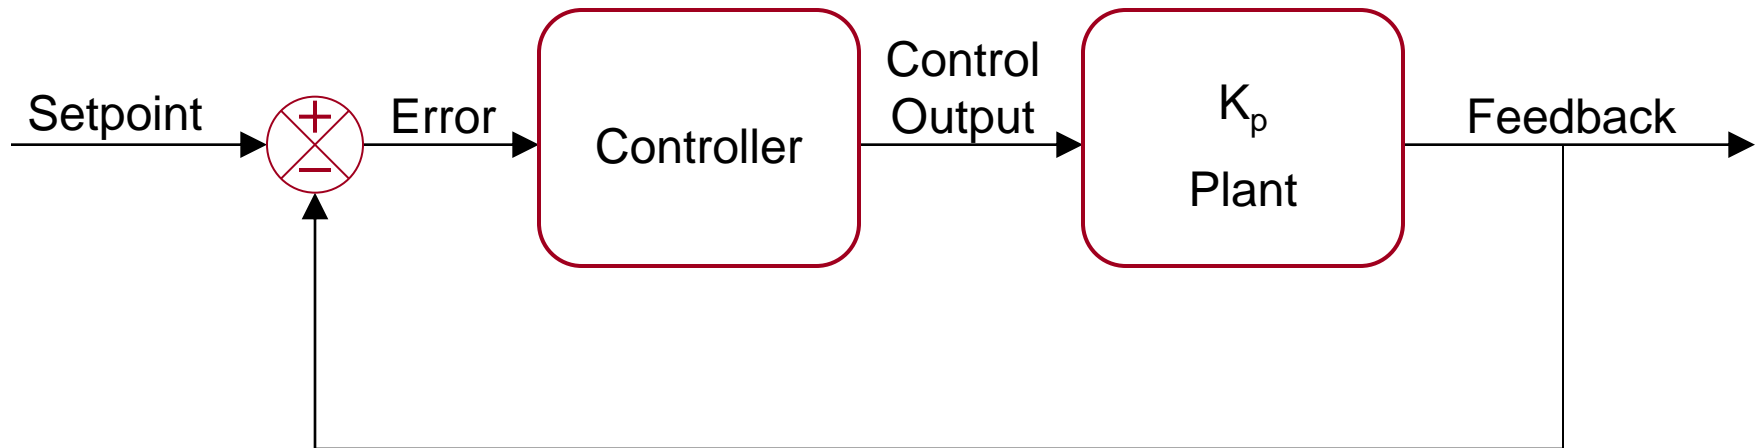 Setpoint
+
−
Error
Controller
Control
Output
Kₚ
Plant
Feedback